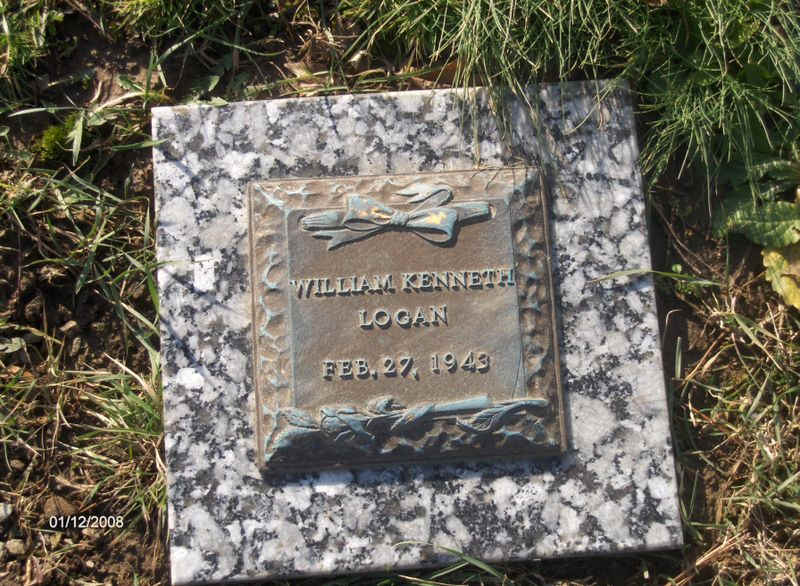 WILLIAM KENNETH
LOGAN
FEB. 27, 1943
01/12/2008